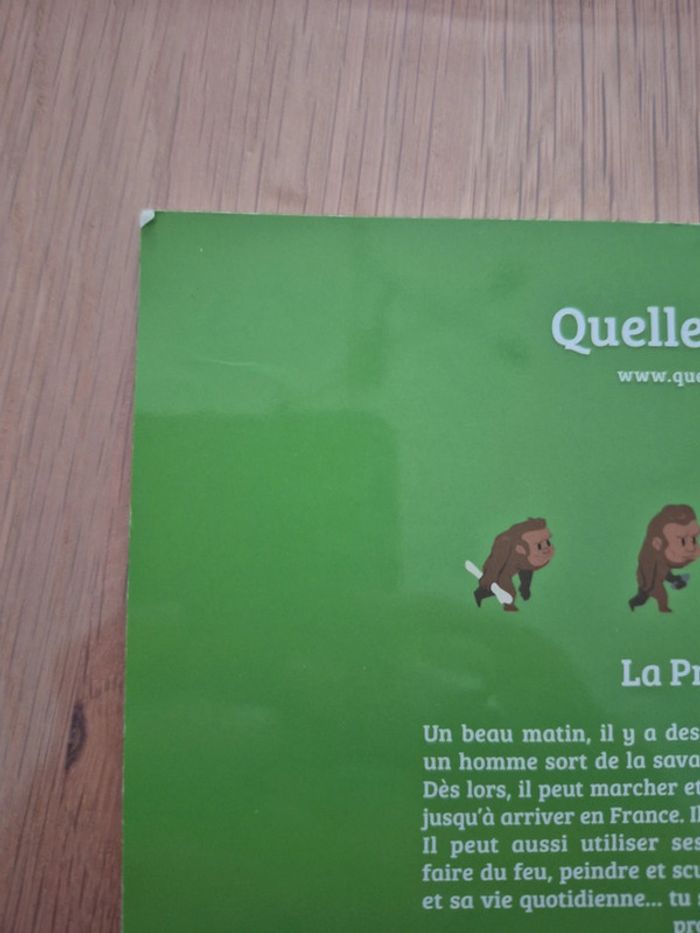 Quelle
www.que
La Pr
Un beau matin, il y a des
un homme sort de la sava
Dès lors, il peut marcher et
jusqu'à arriver en France. Il
Il peut aussi utiliser ses
faire du feu, peindre et scu
et sa vie quotidienne... tu
pre